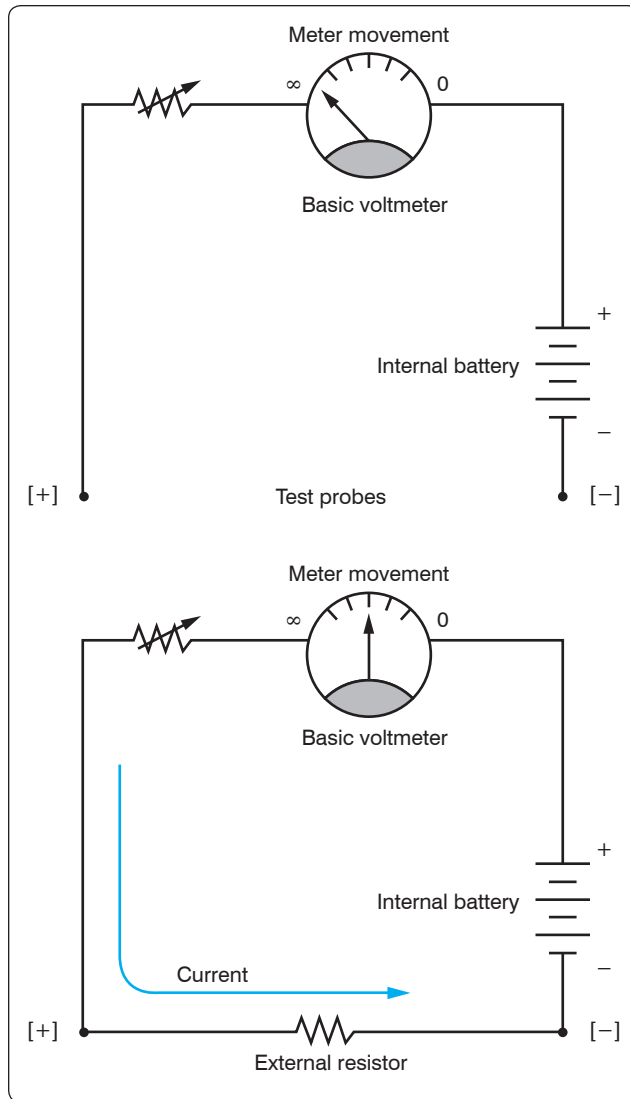 Meter movement
∞ 0
Basic voltmeter
+
Internal battery
−
[+] Test probes [−]
Meter movement
∞ 0
Basic voltmeter
+
Internal battery
−
Current
[+] [−]
External resistor